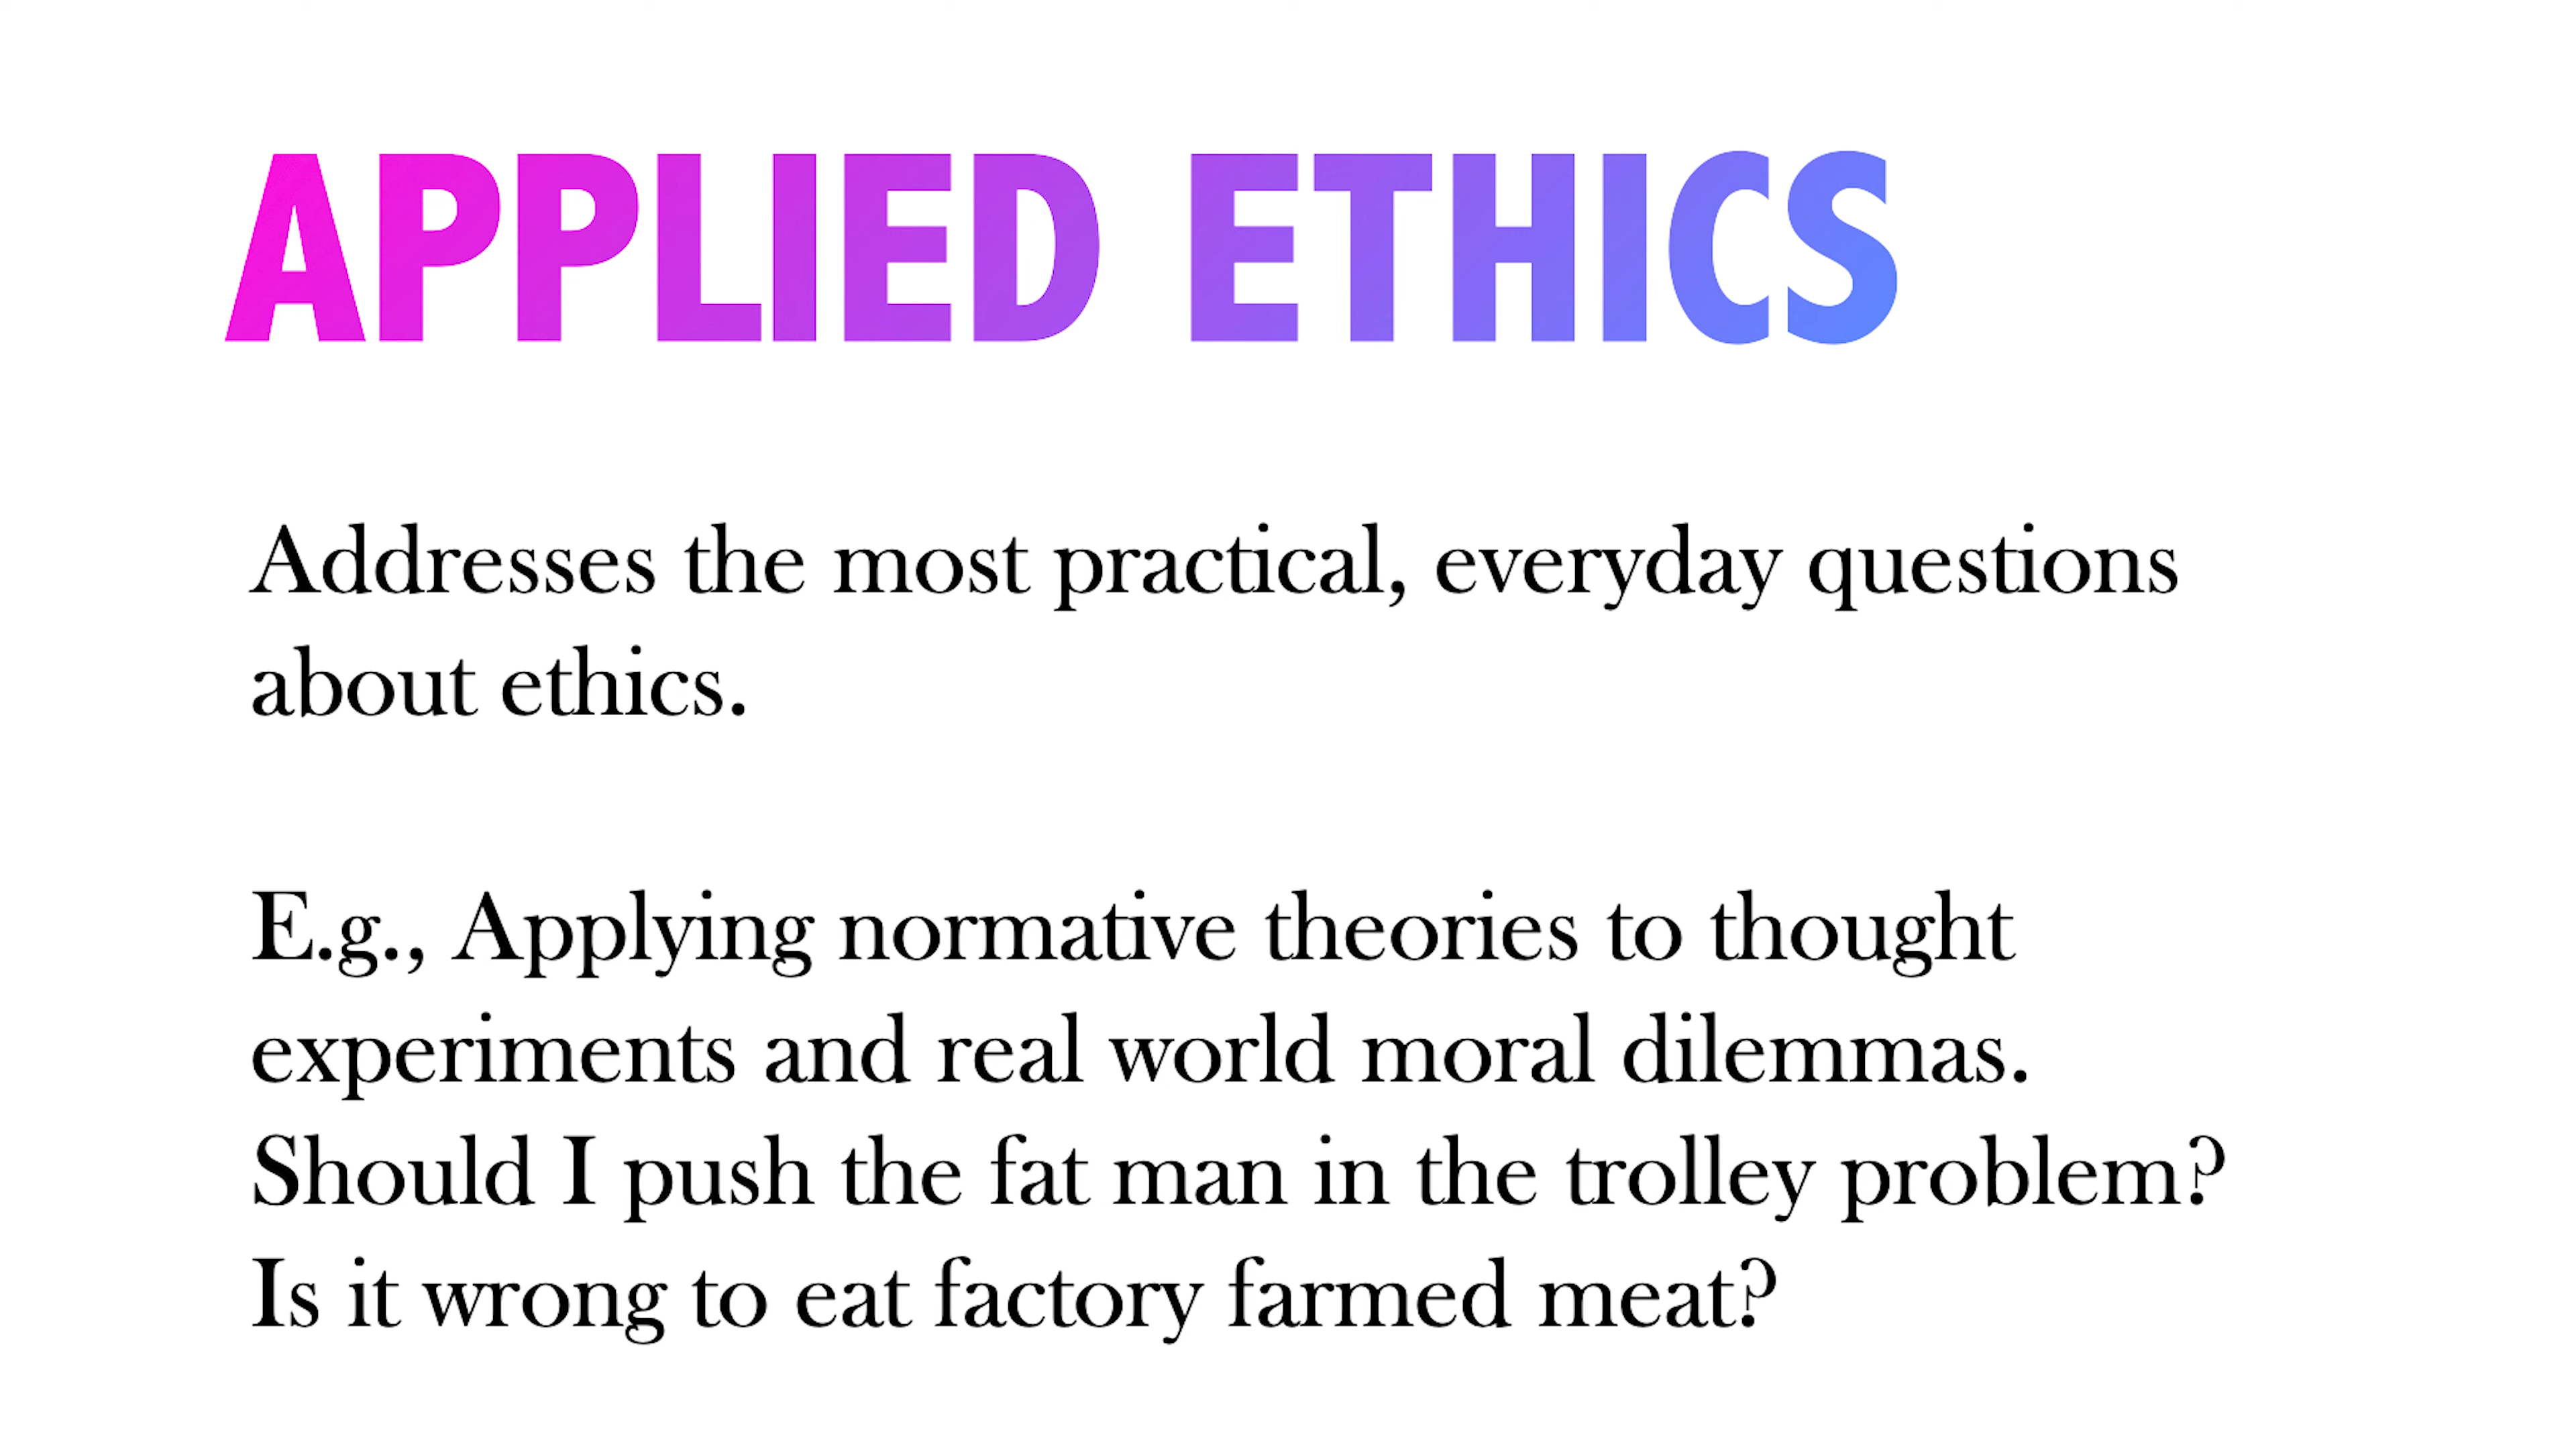 APPLIED ETHICS
Addresses the most practical, everyday questions
about ethics.
E.g., Applying normative theories to thought
experiments and real world moral dilemmas.
Should I push the fat man in the trolley problem?
Is it wrong to eat factory farmed meat?